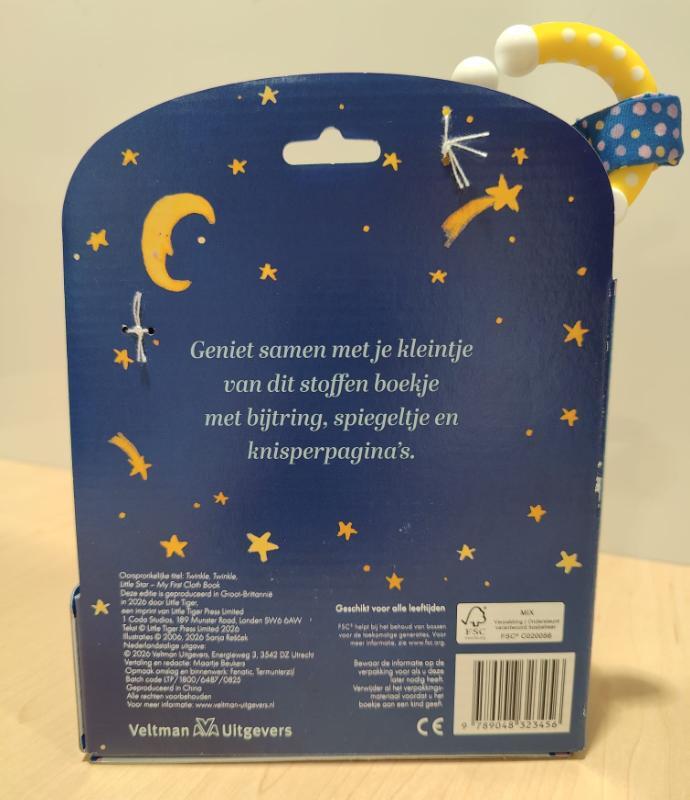 Geniet samen met je kleintje
van dit stoffen boekje
met bijtring, spiegeltje en
knisperpagina's.
Oorspronkelijke titel: Twinkle, Twinkle,
Little Star – My First Cloth Book
Deze editie is geproduceerd in Groot-Brittannië
in 2026 door Little Tiger,
een imprint van Little Tiger Press Limited
1 Coda Studios, 189 Munster Road, Londen SW6 6AW
Tekst © Little Tiger Press Limited 2026
Illustraties © 2006, 2026 Sanja Rešček
Nederlandstalige uitgave:
© 2026 Veltman Uitgevers, Energieweg 3, 3542 DZ Utrecht
Vertaling en redactie: Maartje Beukers
Opmaak omslag en binnenwerk: Fenatic, Termunterzijl
Batch code LTP/1800/6487/0825
Geproduceerd in China
Alle rechten voorbehouden
Voor meer informatie: www.veltman-uitgevers.nl
Veltman Uitgevers
Geschikt voor alle leeftijden
FSC® helpt bij het behoud van bossen
voor de toekomstige generaties. Voor
meer informatie, zie www.fsc.org.
Bewaar de informatie op de
verpakking voor als u deze
later nodig heeft.
Verwijder al het verpakkings-
materiaal voordat u het
boekje aan een kind geeft.
CE
FSC
MIX
Verpakking | Ondersteunt
verantwoord bosbeheer
FSC® C020056
9 789048 323456